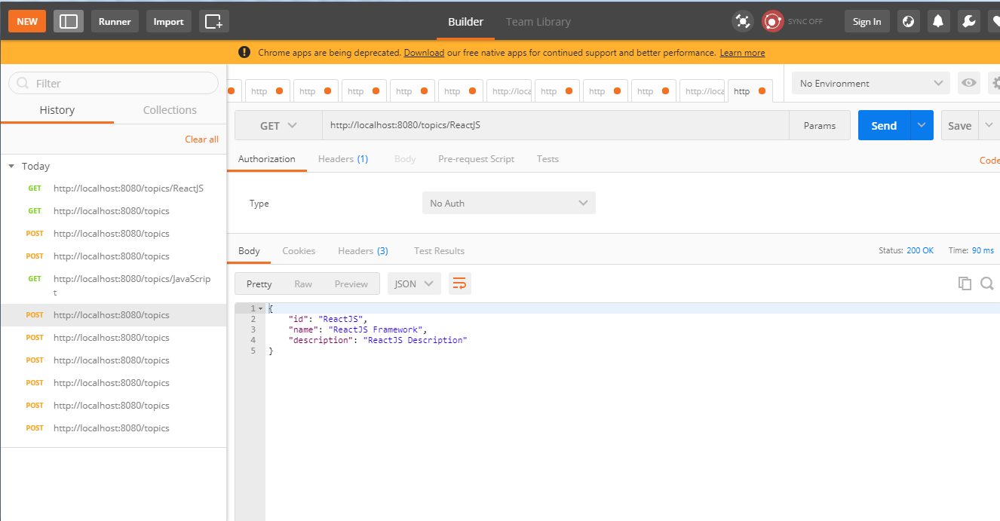 NEW Runner Import Builder Team Library SYNC OFF Sign In
Chrome apps are being deprecated. Download our free native apps for continued support and better performance. Learn more
Filter
History Collections
Clear all
Today
GET http://localhost:8080/topics/ReactJS
GET http://localhost:8080/topics
POST http://localhost:8080/topics
POST http://localhost:8080/topics
GET http://localhost:8080/topics/JavaScrip
t
POST http://localhost:8080/topics
POST http://localhost:8080/topics
POST http://localhost:8080/topics
POST http://localhost:8080/topics
POST http://localhost:8080/topics
POST http://localhost:8080/topics
http http http http http http://loca http http http http://loca http
No Environment
GET http://localhost:8080/topics/ReactJS Params Send Save
Authorization Headers (1) Body Pre-request Script Tests Code
Type No Auth
Body Cookies Headers (3) Test Results Status: 200 OK Time: 90 ms
Pretty Raw Preview JSON
1 {
2 "id": "ReactJS",
3 "name": "ReactJS Framework",
4 "description": "ReactJS Description"
5 }